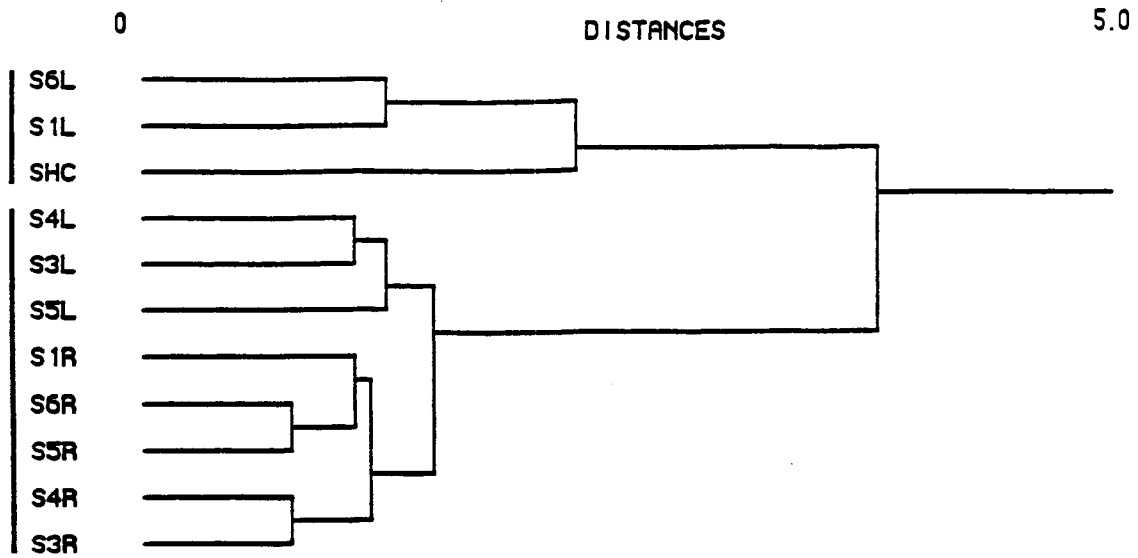 0 DISTANCES 5.0
S6L
S1L
SHC
S4L
S3L
S5L
S1R
S6R
S5R
S4R
S3R